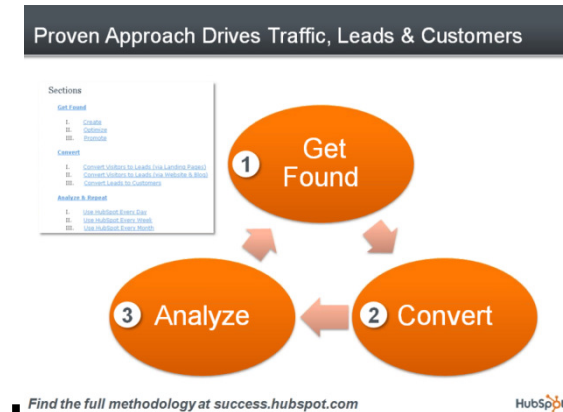 Proven Approach Drives Traffic, Leads & Customers
Sections
Get Found
I. Create
II. Optimize
III. Promote
Convert
I. Convert Visitors to Leads (via Landing Pages)
II. Convert Visitors to Leads (via Website & Blog)
III. Convert Leads to Customers
Analyze & Repeat
I. Use HubSpot Every Day
II. Use HubSpot Every Week
III. Use HubSpot Every Month
1
Get
Found
2 Convert
3 Analyze
Find the full methodology at success.hubspot.com
HubSpot